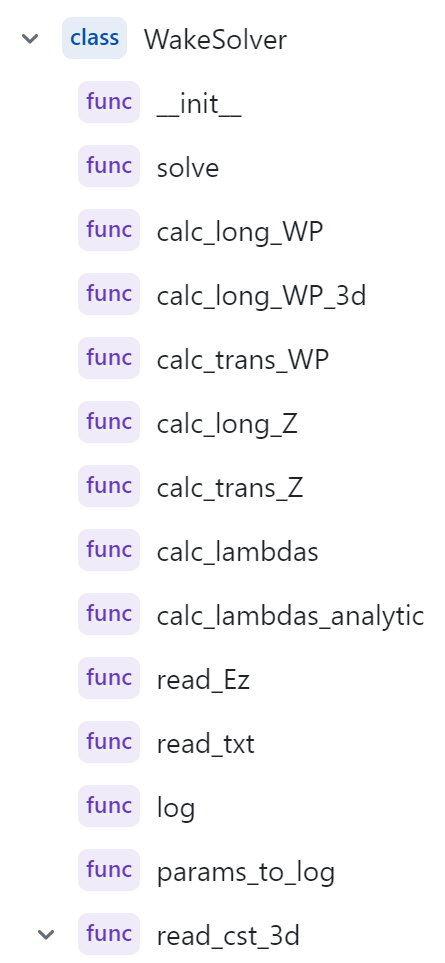 class WakeSolver
func __init__
func solve
func calc_long_WP
func calc_long_WP_3d
func calc_trans_WP
func calc_long_Z
func calc_trans_Z
func calc_lambdas
func calc_lambdas_analytic
func read_Ez
func read_txt
func log
func params_to_log
func read_cst_3d